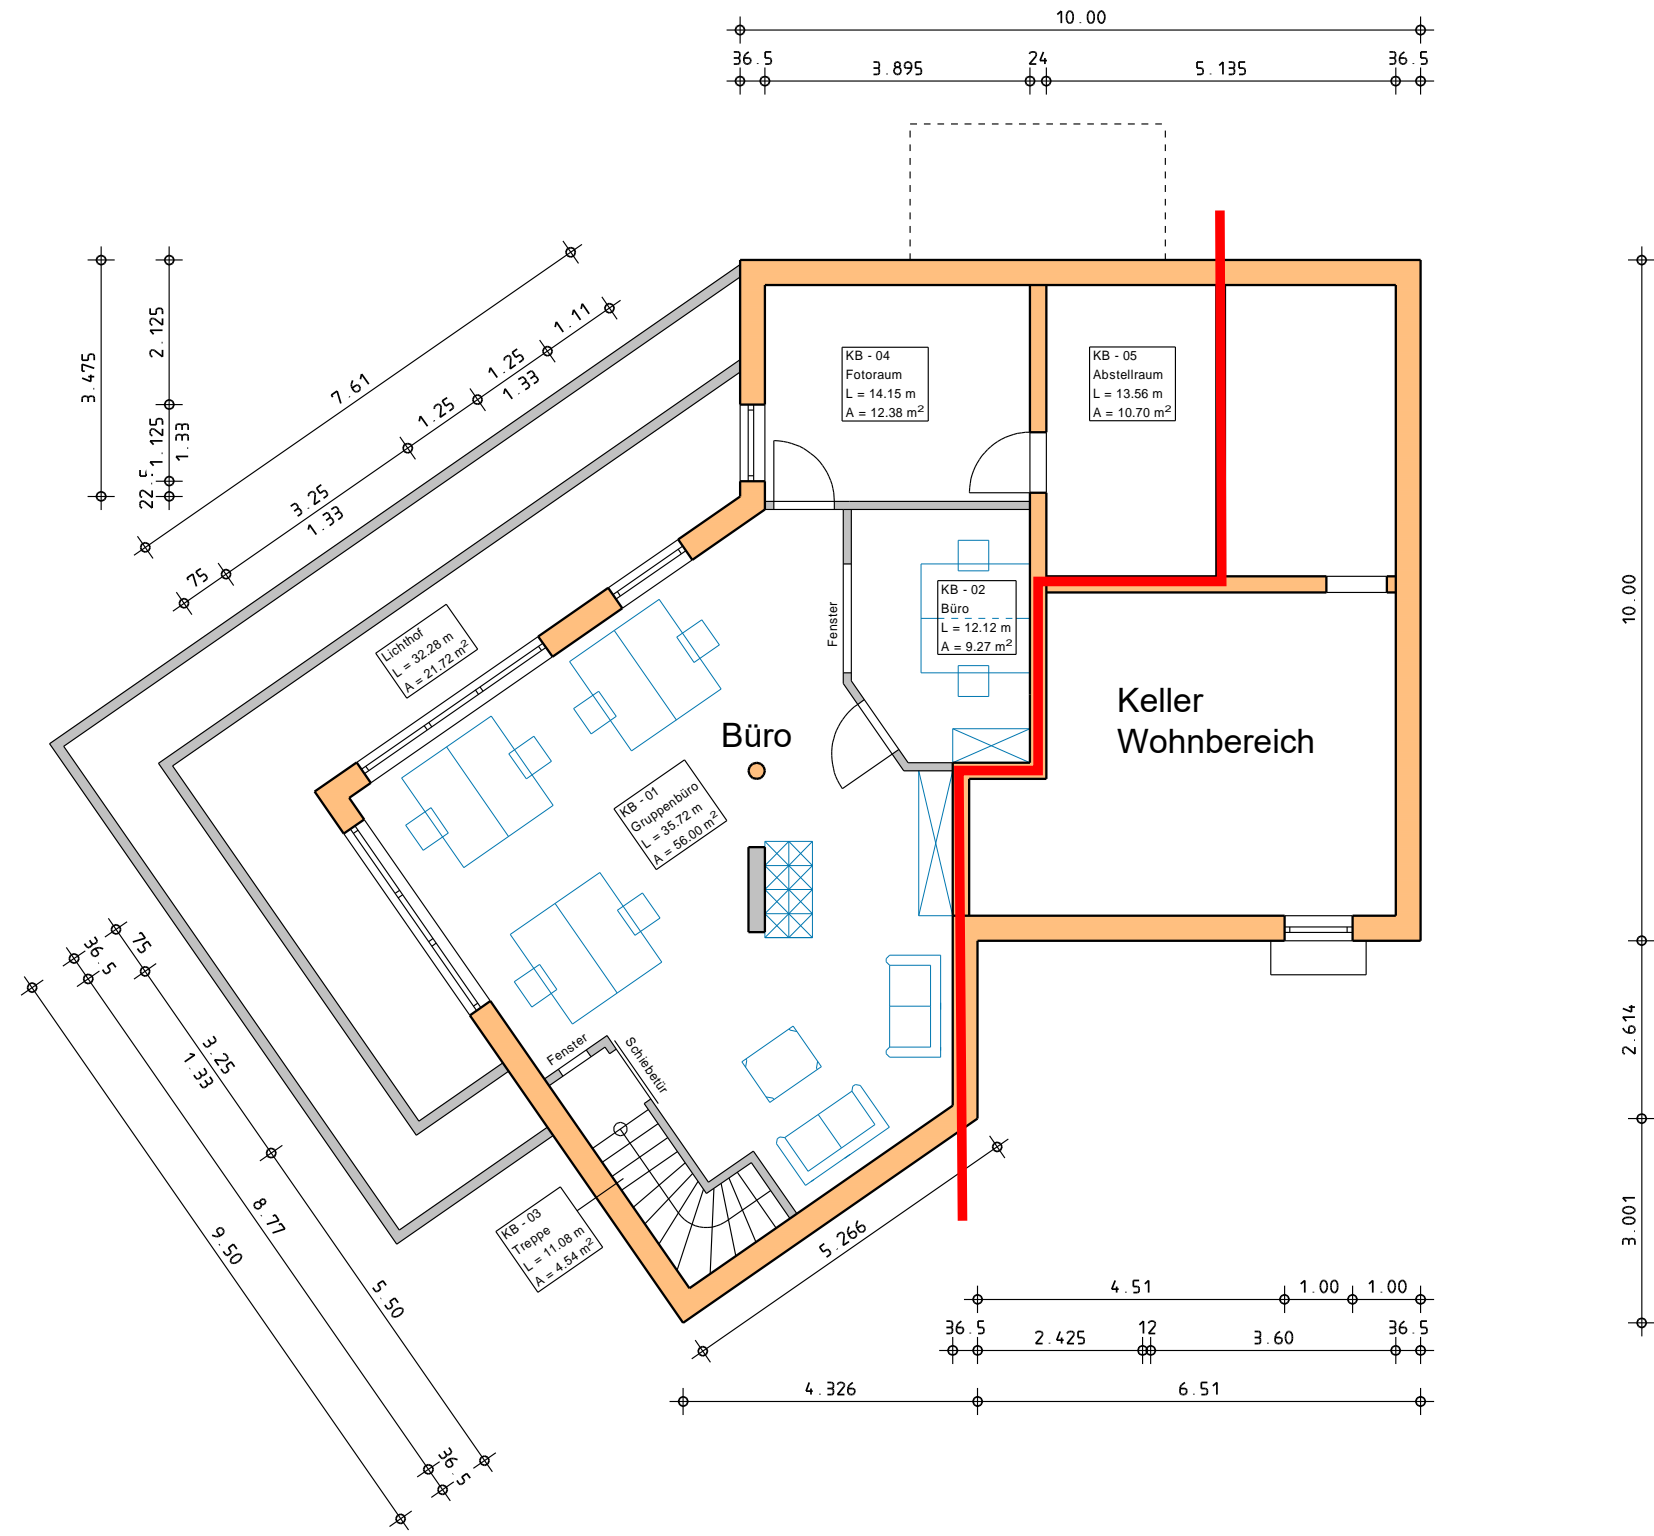 10.00
36.5
3.895
24
5.135
36.5
3.475
2.125
1.125
1.33
22.5
7.61
1.11
1.25
1.33
1.25
3.25
1.33
75
KB - 04
Fotoraum
L = 14.15 m
A = 12.38 m²
KB - 05
Abstellraum
L = 13.56 m
A = 10.70 m²
KB - 02
Büro
L = 12.12 m
A = 9.27 m²
Fenster
Lichthof
L = 32.28 m
A = 21.72 m²
Büro
Keller
Wohnbereich
KB - 01
Gruppenbüro
L = 35.72 m
A = 56.00 m²
10.00
2.614
3.001
Fenster
Schiebetür
KB - 03
Treppe
L = 11.08 m
A = 4.54 m²
75
36.5
3.25
1.33
8.77
9.50
5.50
36.5
5.266
4.51
1.00
1.00
36.5
2.425
12
3.60
36.5
4.326
6.51